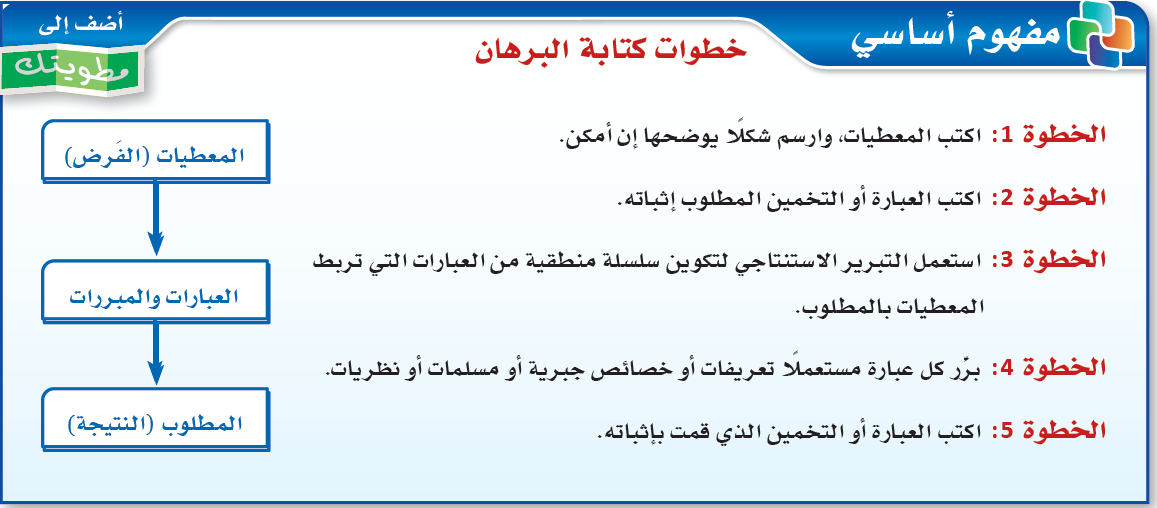 مفهوم أساسي
أضف إلى
مطويتك
خطوات كتابة البرهان
الخطوة 1: اكتب المعطيات، وارسم شكلًا يوضحها إن أمكن.
الخطوة 2: اكتب العبارة أو التخمين المطلوب إثباته.
الخطوة 3: استعمل التبرير الاستنتاجي لتكوين سلسلة منطقية من العبارات التي تربط
المعطيات بالمطلوب.
الخطوة 4: برِّر كل عبارة مستعملًا تعريفات أو خصائص جبرية أو مسلمات أو نظريات.
الخطوة 5: اكتب العبارة أو التخمين الذي قمت بإثباته.
المعطيات (الفَرض)
العبارات والمبررات
المطلوب (النتيجة)